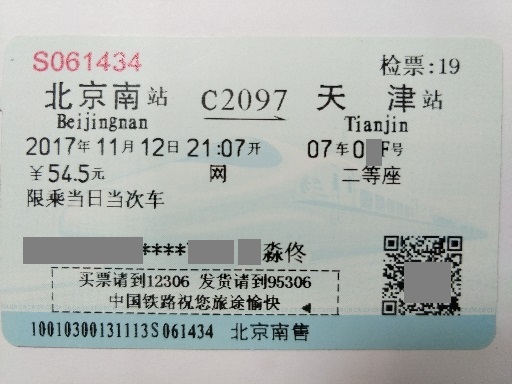 S061434 检票:19
北京南站 C2097 天津站
Beijingnan Tianjin
2017年11月12日21:07开 07车0 F号
￥54.5元 网 二等座
限乘当日当次车
**** 淼佟
买票请到12306 发货请到95306
中国铁路祝您旅途愉快
10010300131113S061434 北京南售